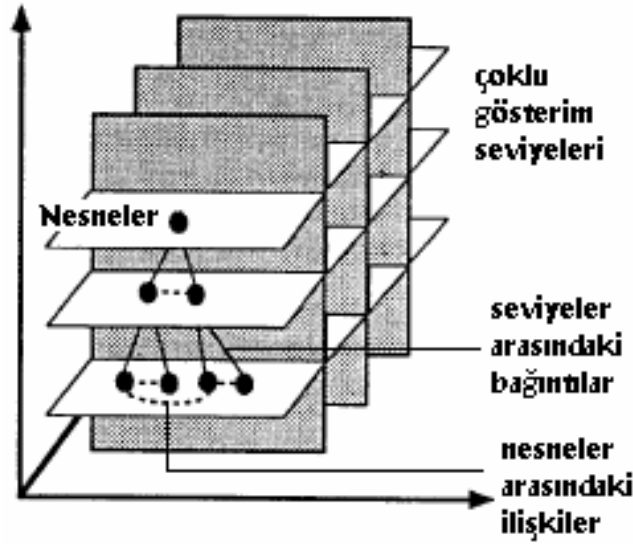 çoklu
gösterim
seviyeleri
Nesneler
seviyeler
arasındaki
bağıntılar
nesneler
arasındaki
ilişkiler